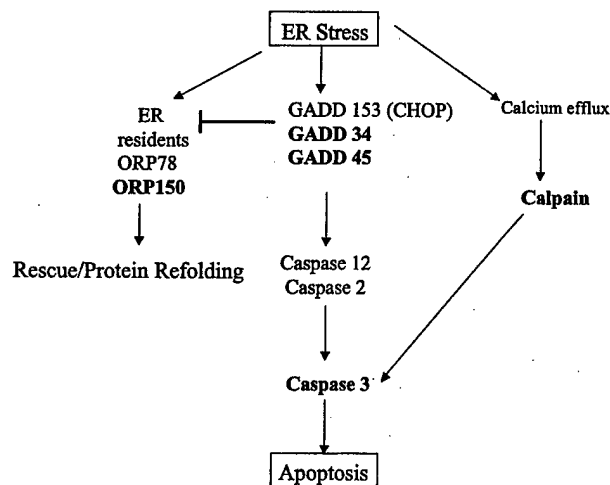 ER Stress
ER
residents
ORP78
ORP150
GADD 153 (CHOP)
GADD 34
GADD 45
Calcium efflux
Calpain
Rescue/Protein Refolding
Caspase 12
Caspase 2
Caspase 3
Apoptosis